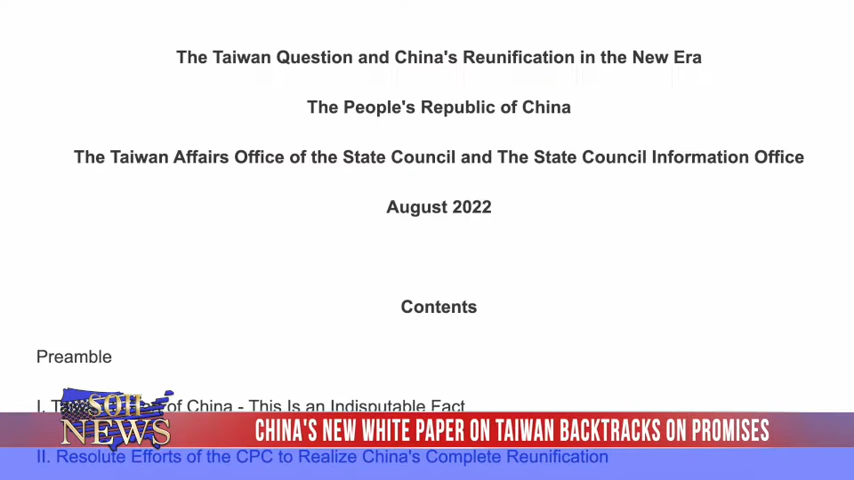 The Taiwan Question and China's Reunification in the New Era
The People's Republic of China
The Taiwan Affairs Office of the State Council and The State Council Information Office
August 2022
Contents
Preamble
I. of China - This Is an Indisputable Fact
SOH
NEWS
CHINA'S NEW WHITE PAPER ON TAIWAN BACKTRACKS ON PROMISES
II. Resolute Efforts of the CPC to Realize China's Complete Reunification